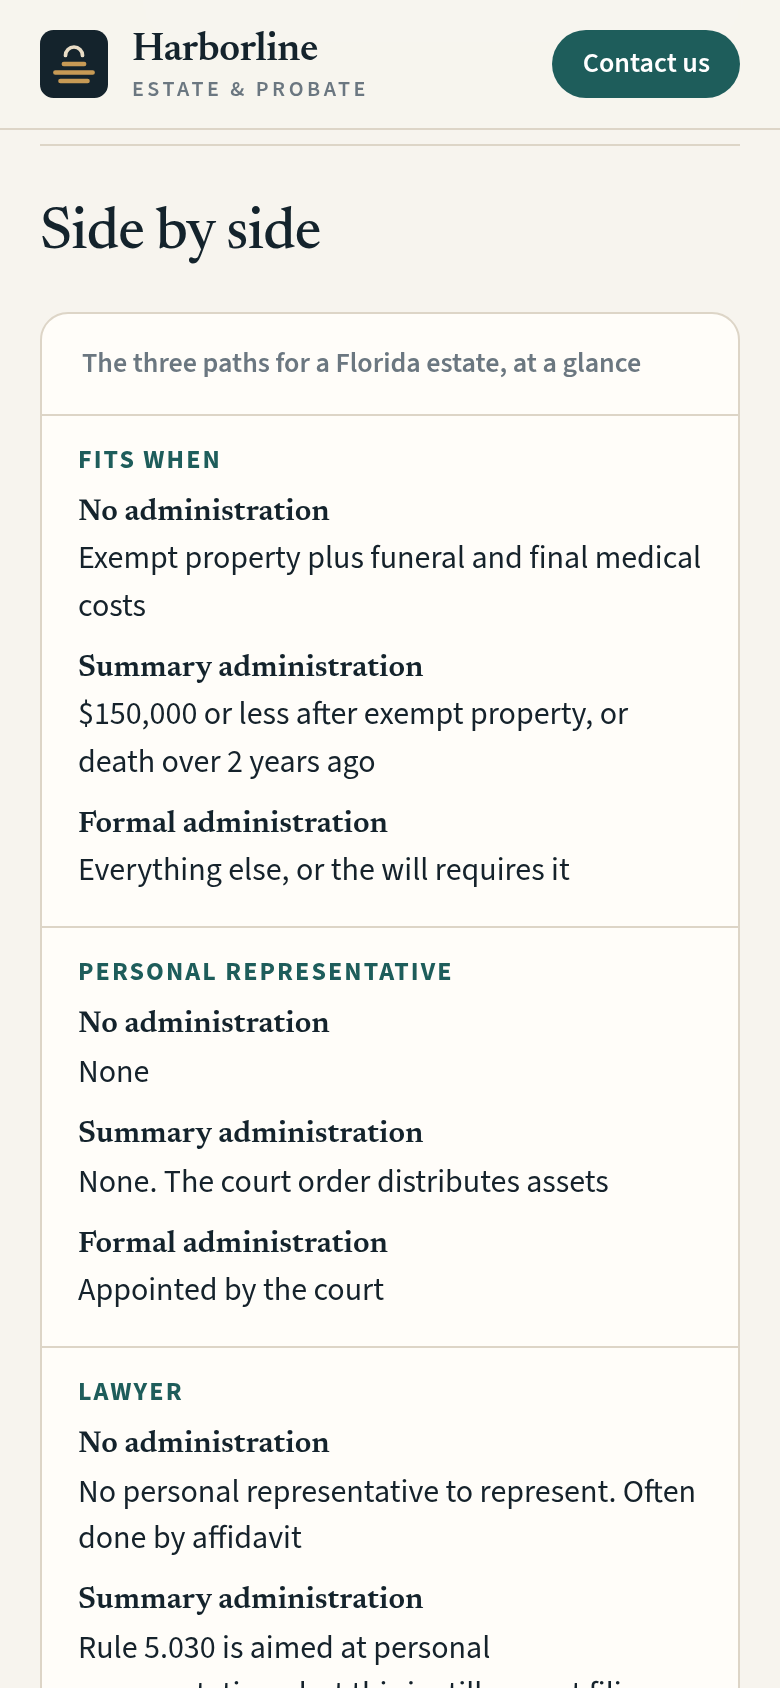 Harborline
ESTATE & PROBATE
Contact us
Side by side
The three paths for a Florida estate, at a glance
FITS WHEN
No administration
Exempt property plus funeral and final medical
costs
Summary administration
$150,000 or less after exempt property, or
death over 2 years ago
Formal administration
Everything else, or the will requires it
PERSONAL REPRESENTATIVE
No administration
None
Summary administration
None. The court order distributes assets
Formal administration
Appointed by the court
LAWYER
No administration
No personal representative to represent. Often
done by affidavit
Summary administration
Rule 5.030 is aimed at personal